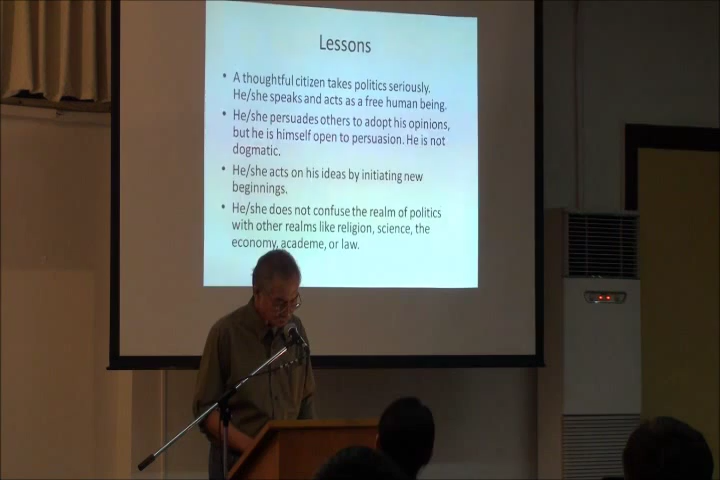 Lessons
• A thoughtful citizen takes politics seriously.
He/she speaks and acts as a free human being.
• He/she persuades others to adopt his opinions,
but he is himself open to persuasion. He is not
dogmatic.
• He/she acts on his ideas by initiating new
beginnings.
• He/she does not confuse the realm of politics
with other realms like religion, science, the
economy, academe, or law.